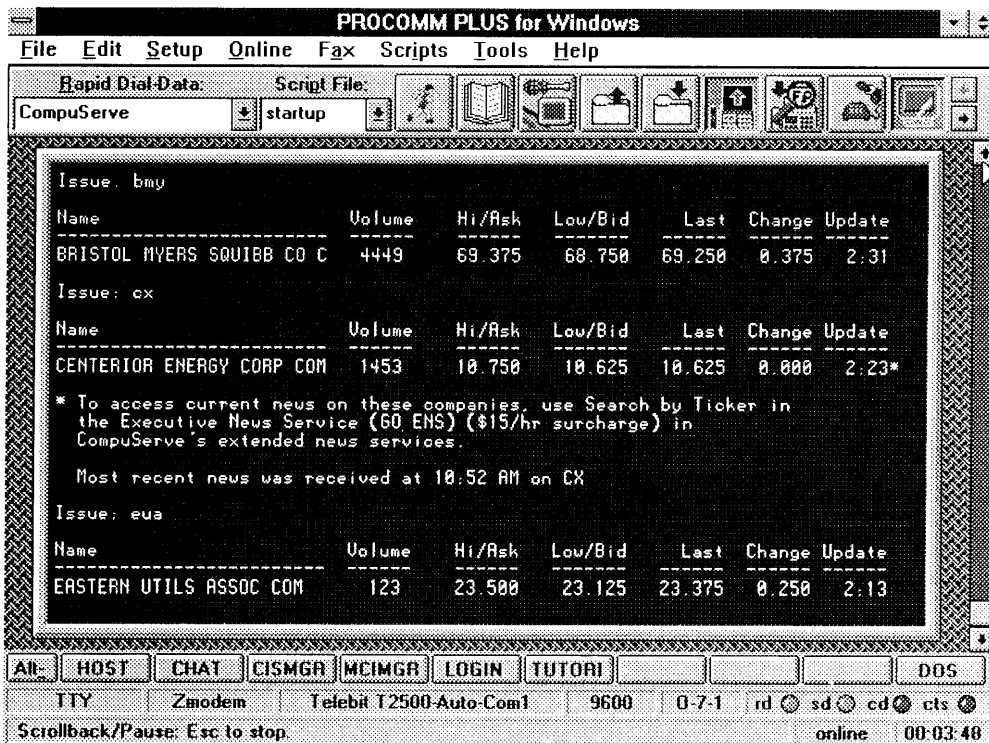 PROCOMM PLUS for Windows
File Edit Setup Online Fax Scripts Tools Help
Rapid Dial-Data: Script File:
CompuServe startup
Issue. bmy
Name Volume Hi/Ask Low/Bid Last Change Update
BRISTOL MYERS SQUIBB CO C 4449 69.375 68.750 69.250 0.375 2:31
Issue: cx
Name Volume Hi/Ask Low/Bid Last Change Update
CENTERIOR ENERGY CORP COM 1453 10.750 10.625 10.625 0.000 2:23*
* To access current news on these companies, use Search by Ticker in
the Executive News Service (GO ENS) ($15/hr surcharge) in
CompuServe's extended news services.
Most recent news was received at 10:52 AM on CX
Issue: eua
Name Volume Hi/Ask Low/Bid Last Change Update
EASTERN UTILS ASSOC COM 123 23.500 23.125 23.375 0.250 2:13
Alt- HOST CHAT CISMGR MCIMGR LOGIN TUTORI DOS
TTY Zmodem Telebit T2500-Auto-Com1 9600 O-7-1 rd sd cd cts
Scrollback/Pause: Esc to stop. online 00:03:48